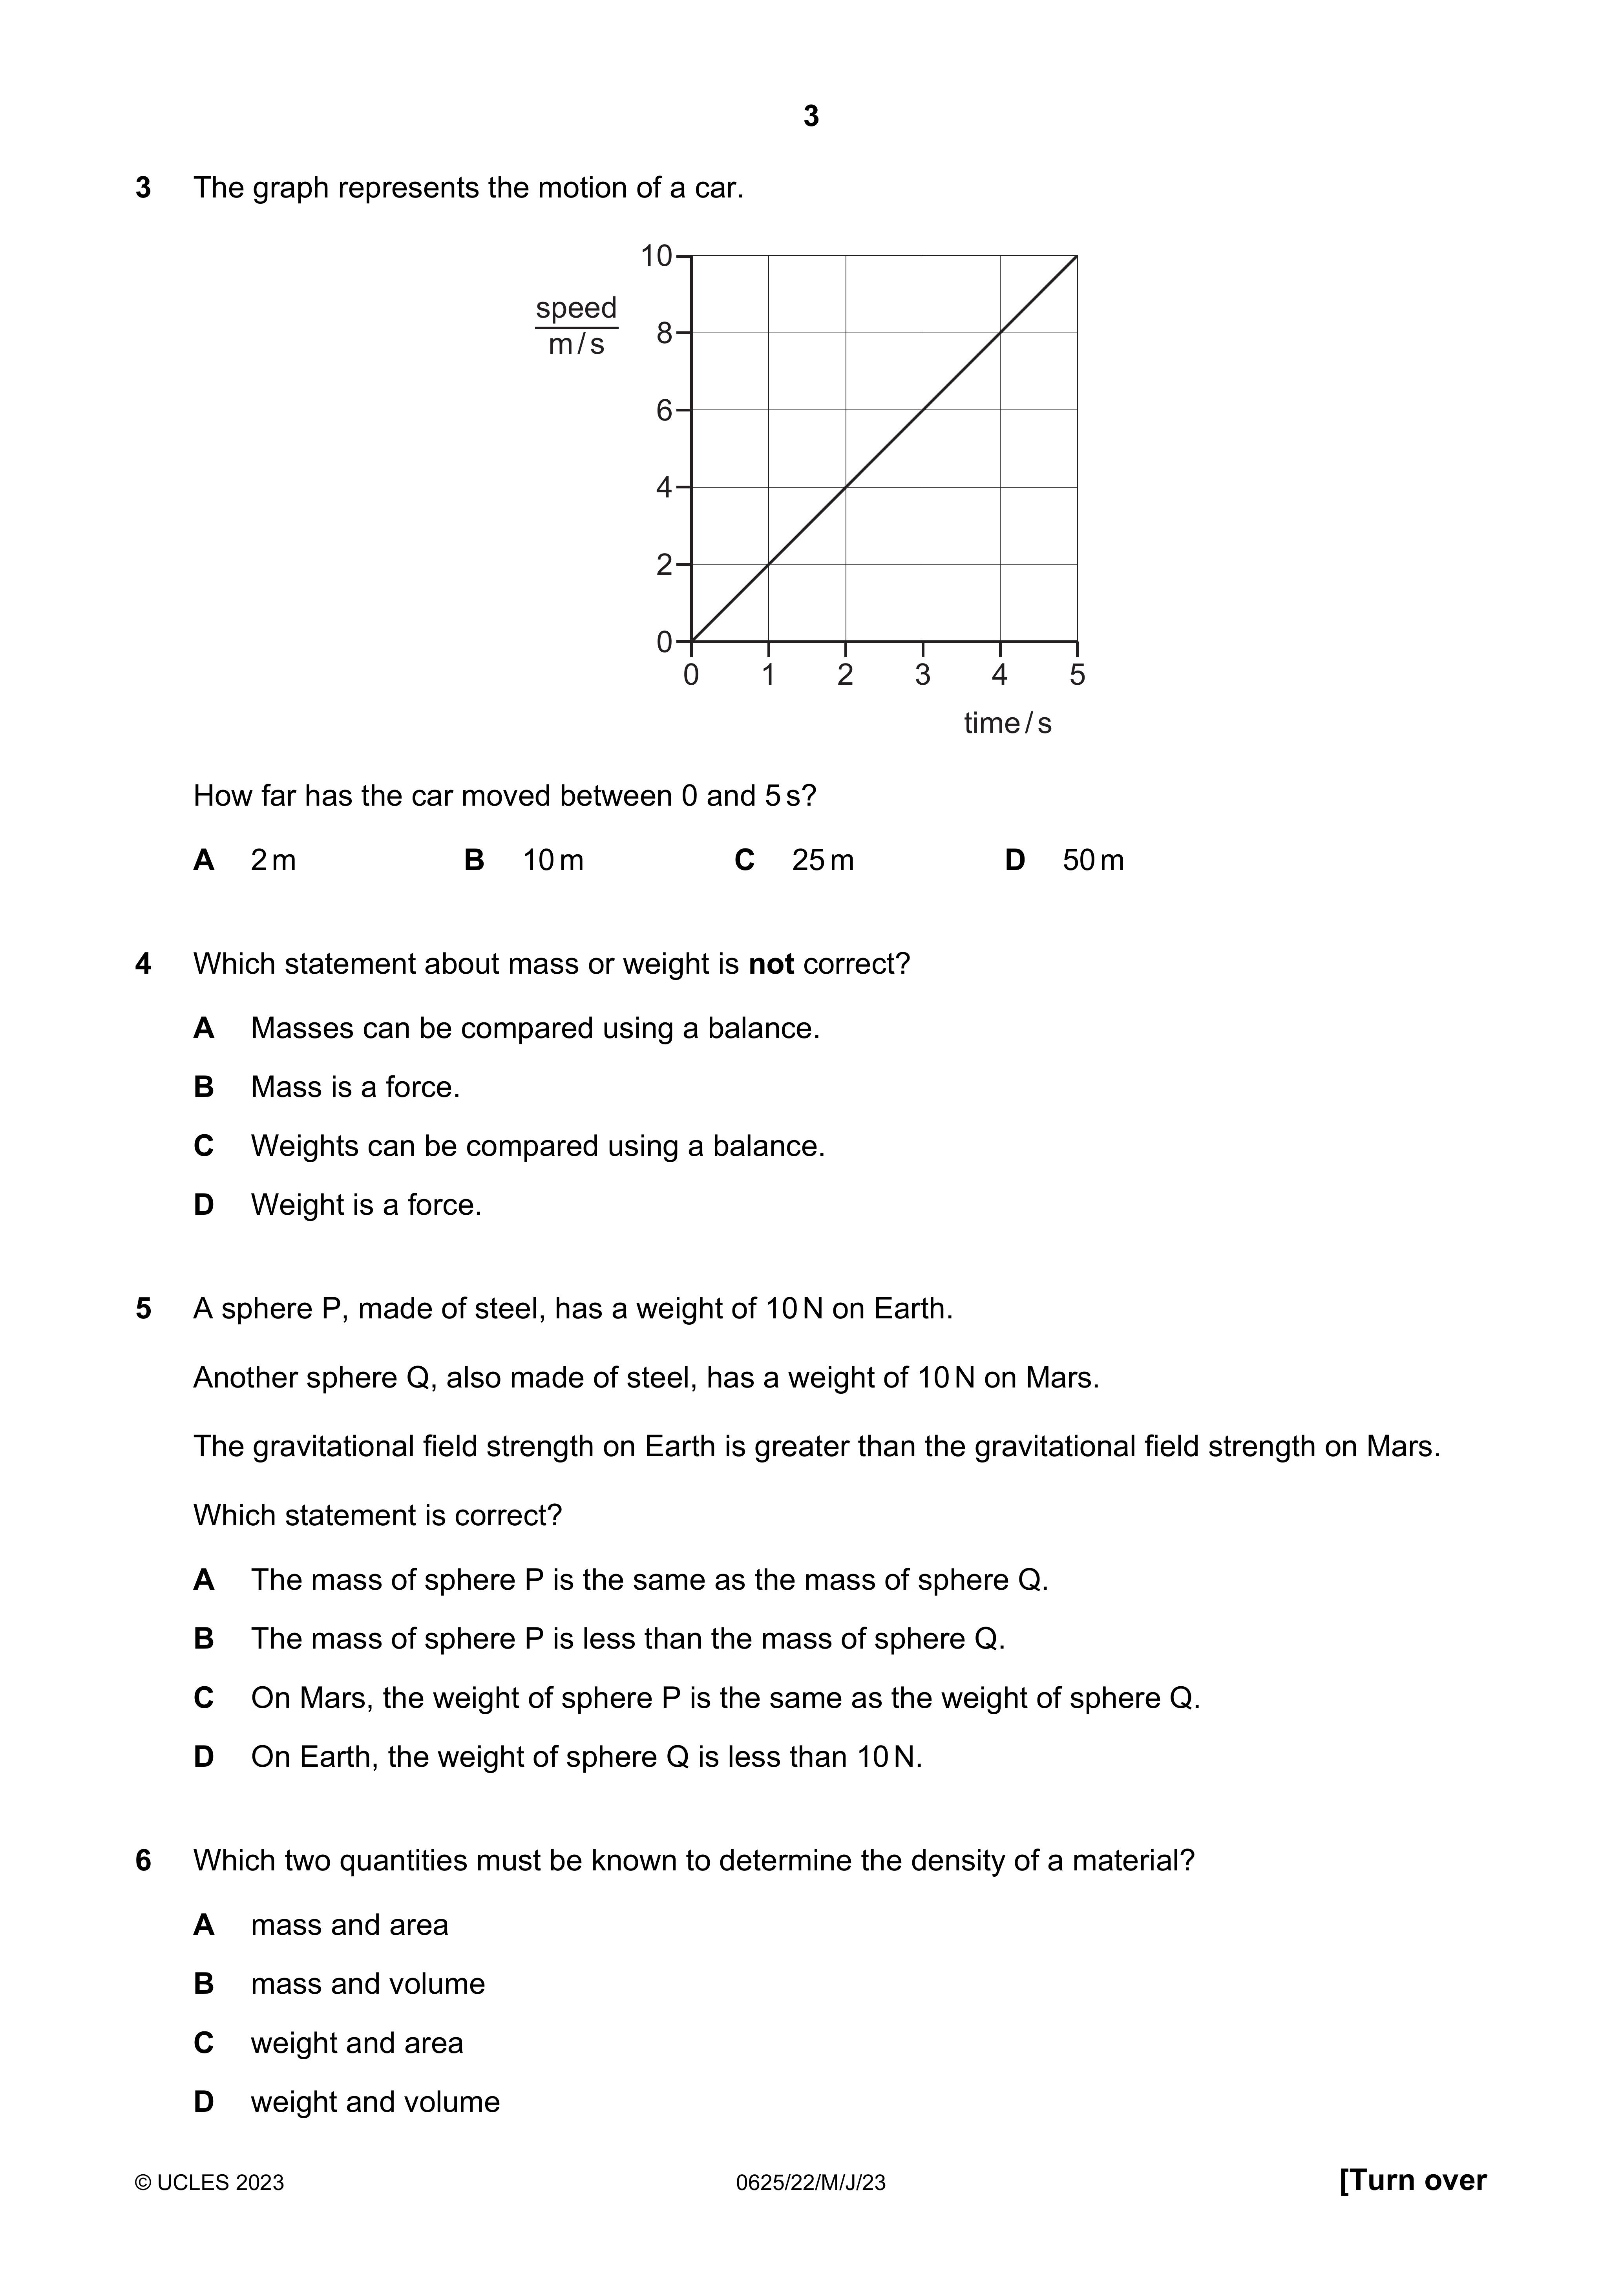 3
3 The graph represents the motion of a car.
10
speed
m / s
8
6
4
2
0
0 1 2 3 4 5
time / s
How far has the car moved between 0 and 5 s?
A 2 m B 10 m C 25 m D 50 m
4 Which statement about mass or weight is not correct?
A Masses can be compared using a balance.
B Mass is a force.
C Weights can be compared using a balance.
D Weight is a force.
5 A sphere P, made of steel, has a weight of 10 N on Earth.
Another sphere Q, also made of steel, has a weight of 10 N on Mars.
The gravitational field strength on Earth is greater than the gravitational field strength on Mars.
Which statement is correct?
A The mass of sphere P is the same as the mass of sphere Q.
B The mass of sphere P is less than the mass of sphere Q.
C On Mars, the weight of sphere P is the same as the weight of sphere Q.
D On Earth, the weight of sphere Q is less than 10 N.
6 Which two quantities must be known to determine the density of a material?
A mass and area
B mass and volume
C weight and area
D weight and volume
© UCLES 2023 0625/22/M/J/23 [Turn over